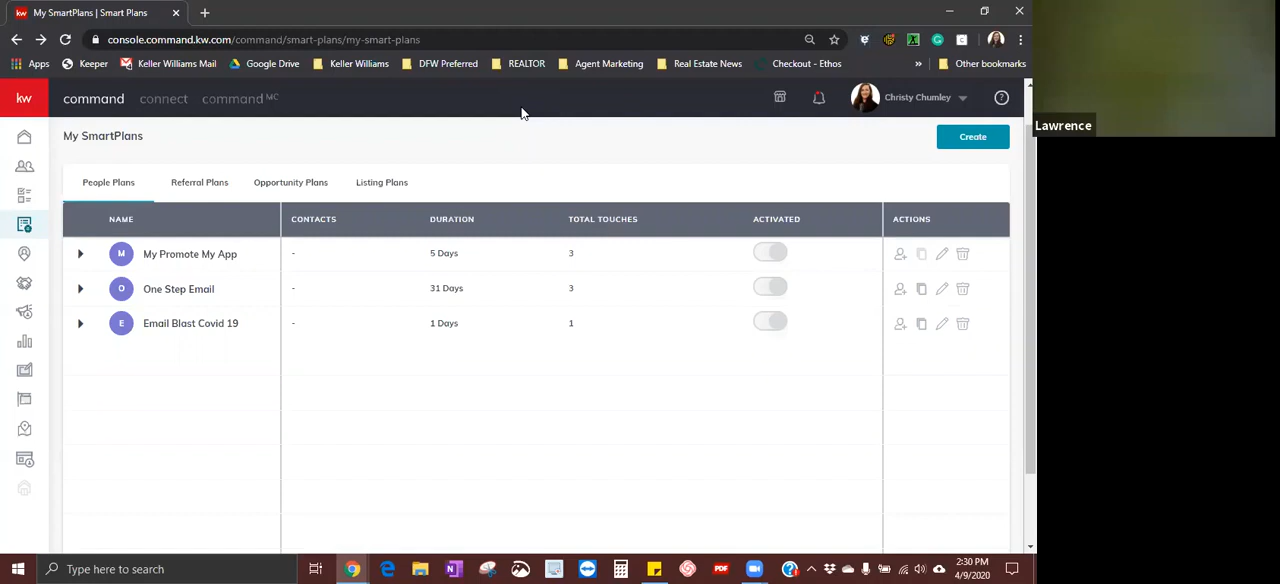 kw My SmartPlans | Smart Plans
console.command.kw.com/command/smart-plans/my-smart-plans
Apps Keeper Keller Williams Mail Google Drive Keller Williams DFW Preferred REALTOR Agent Marketing Real Estate News Checkout - Ethos » Other bookmarks
kw command connect command MC Christy Chumley
Lawrence
My SmartPlans Create
People Plans Referral Plans Opportunity Plans Listing Plans
NAME CONTACTS DURATION TOTAL TOUCHES ACTIVATED ACTIONS
M My Promote My App - 5 Days 3
O One Step Email - 31 Days 3
E Email Blast Covid 19 - 1 Days 1
Type here to search
PDF
2:30 PM
4/9/2020